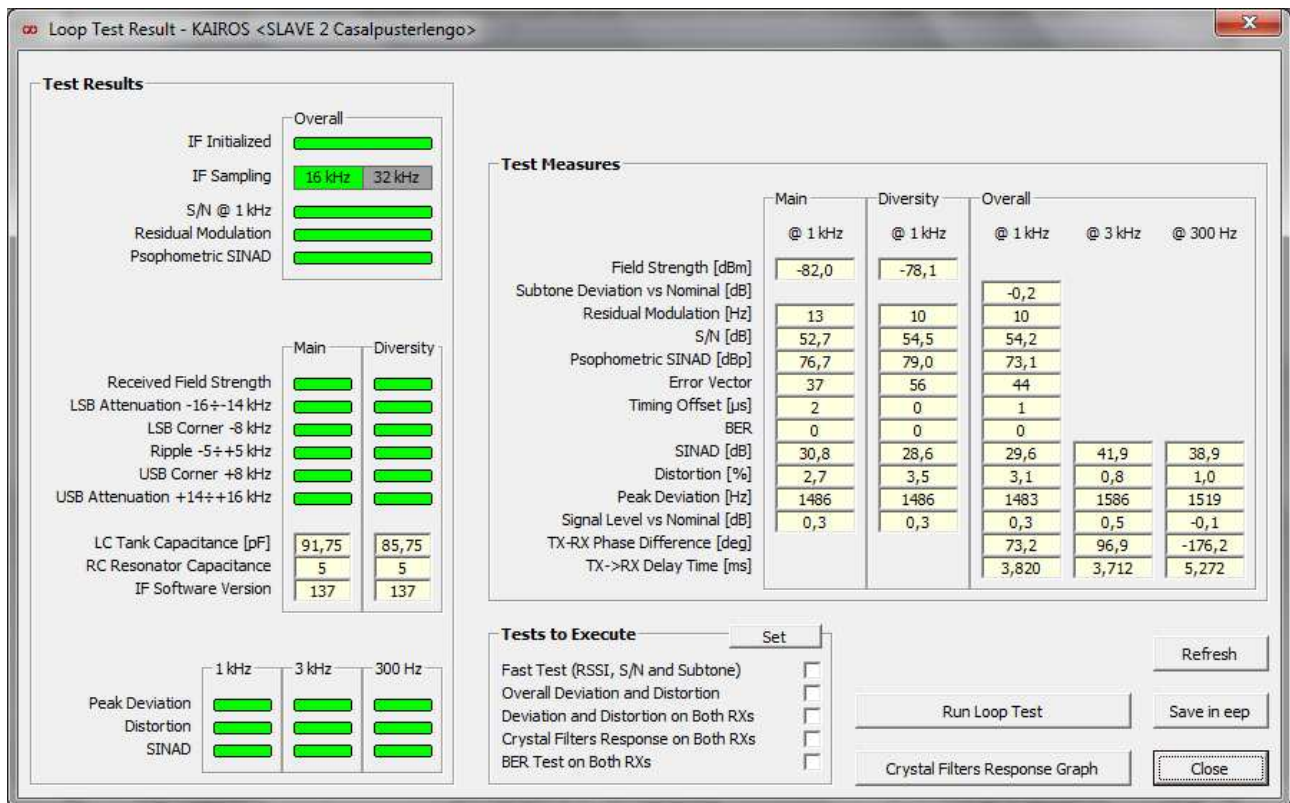 Loop Test Result - KAIROS <SLAVE 2 Casalpusterlengo>
Test Results
Overall
IF Initialized
IF Sampling 16 kHz 32 kHz
S/N @ 1 kHz
Residual Modulation
Psophometric SINAD
Main Diversity
Received Field Strength
LSB Attenuation -16÷-14 kHz
LSB Corner -8 kHz
Ripple -5÷+5 kHz
USB Corner +8 kHz
USB Attenuation +14÷+16 kHz
LC Tank Capacitance [pF] 91,75 85,75
RC Resonator Capacitance 5 5
IF Software Version 137 137
1 kHz 3 kHz 300 Hz
Peak Deviation
Distortion
SINAD
Test Measures
Main Diversity Overall
@ 1 kHz @ 1 kHz @ 1 kHz @ 3 kHz @ 300 Hz
Field Strength [dBm] -82,0 -78,1
Subtone Deviation vs Nominal [dB] -0,2
Residual Modulation [Hz] 13 10 10
S/N [dB] 52,7 54,5 54,2
Psophometric SINAD [dBp] 76,7 79,0 73,1
Error Vector 37 56 44
Timing Offset [µs] 2 0 1
BER 0 0 0
SINAD [dB] 30,8 28,6 29,6 41,9 38,9
Distortion [%] 2,7 3,5 3,1 0,8 1,0
Peak Deviation [Hz] 1486 1486 1483 1586 1519
Signal Level vs Nominal [dB] 0,3 0,3 0,3 0,5 -0,1
TX-RX Phase Difference [deg] 73,2 96,9 -176,2
TX->RX Delay Time [ms] 3,820 3,712 5,272
Tests to Execute Set
Fast Test (RSSI, S/N and Subtone)
Overall Deviation and Distortion
Deviation and Distortion on Both RXs
Crystal Filters Response on Both RXs
BER Test on Both RXs
Refresh
Run Loop Test Save in eep
Crystal Filters Response Graph Close